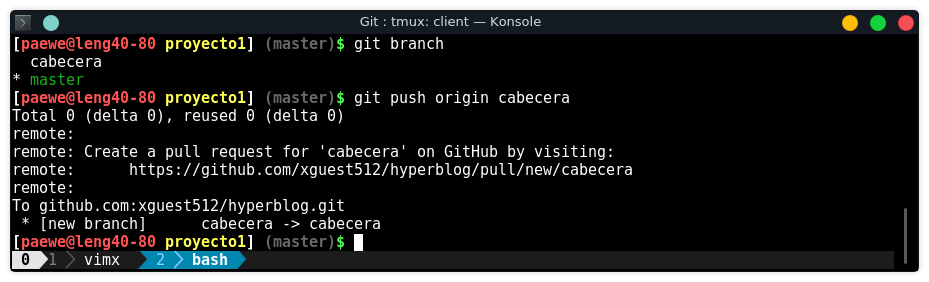 Git : tmux: client — Konsole
[paewe@leng40-80 proyecto1] (master)$ git branch
  cabecera
* master
[paewe@leng40-80 proyecto1] (master)$ git push origin cabecera
Total 0 (delta 0), reused 0 (delta 0)
remote:
remote: Create a pull request for 'cabecera' on GitHub by visiting:
remote:      https://github.com/xguest512/hyperblog/pull/new/cabecera
remote:
To github.com:xguest512/hyperblog.git
 * [new branch]      cabecera -> cabecera
[paewe@leng40-80 proyecto1] (master)$
0 1 vimx 2 bash